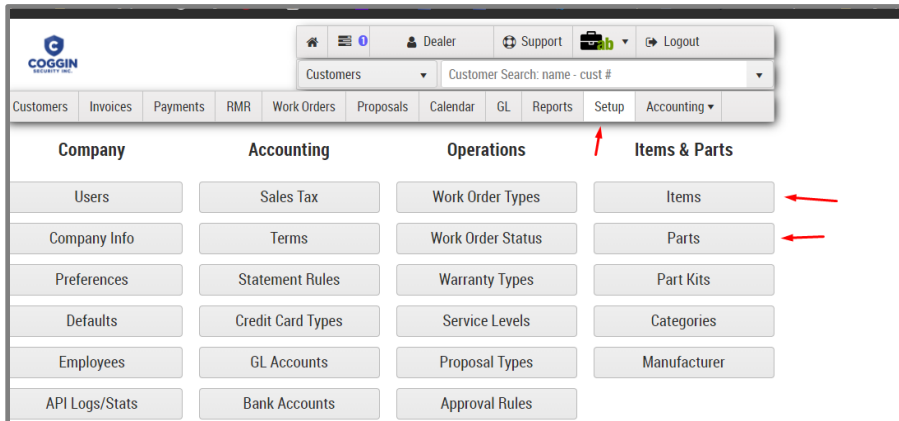 1 Dealer Support ab Logout
C
COGGIN
SECURITY INC.
Customers Customer Search: name - cust #
Customers Invoices Payments RMR Work Orders Proposals Calendar GL Reports Setup Accounting
Company Accounting Operations Items & Parts
Users Sales Tax Work Order Types Items
Company Info Terms Work Order Status Parts
Preferences Statement Rules Warranty Types Part Kits
Defaults Credit Card Types Service Levels Categories
Employees GL Accounts Proposal Types Manufacturer
API Logs/Stats Bank Accounts Approval Rules